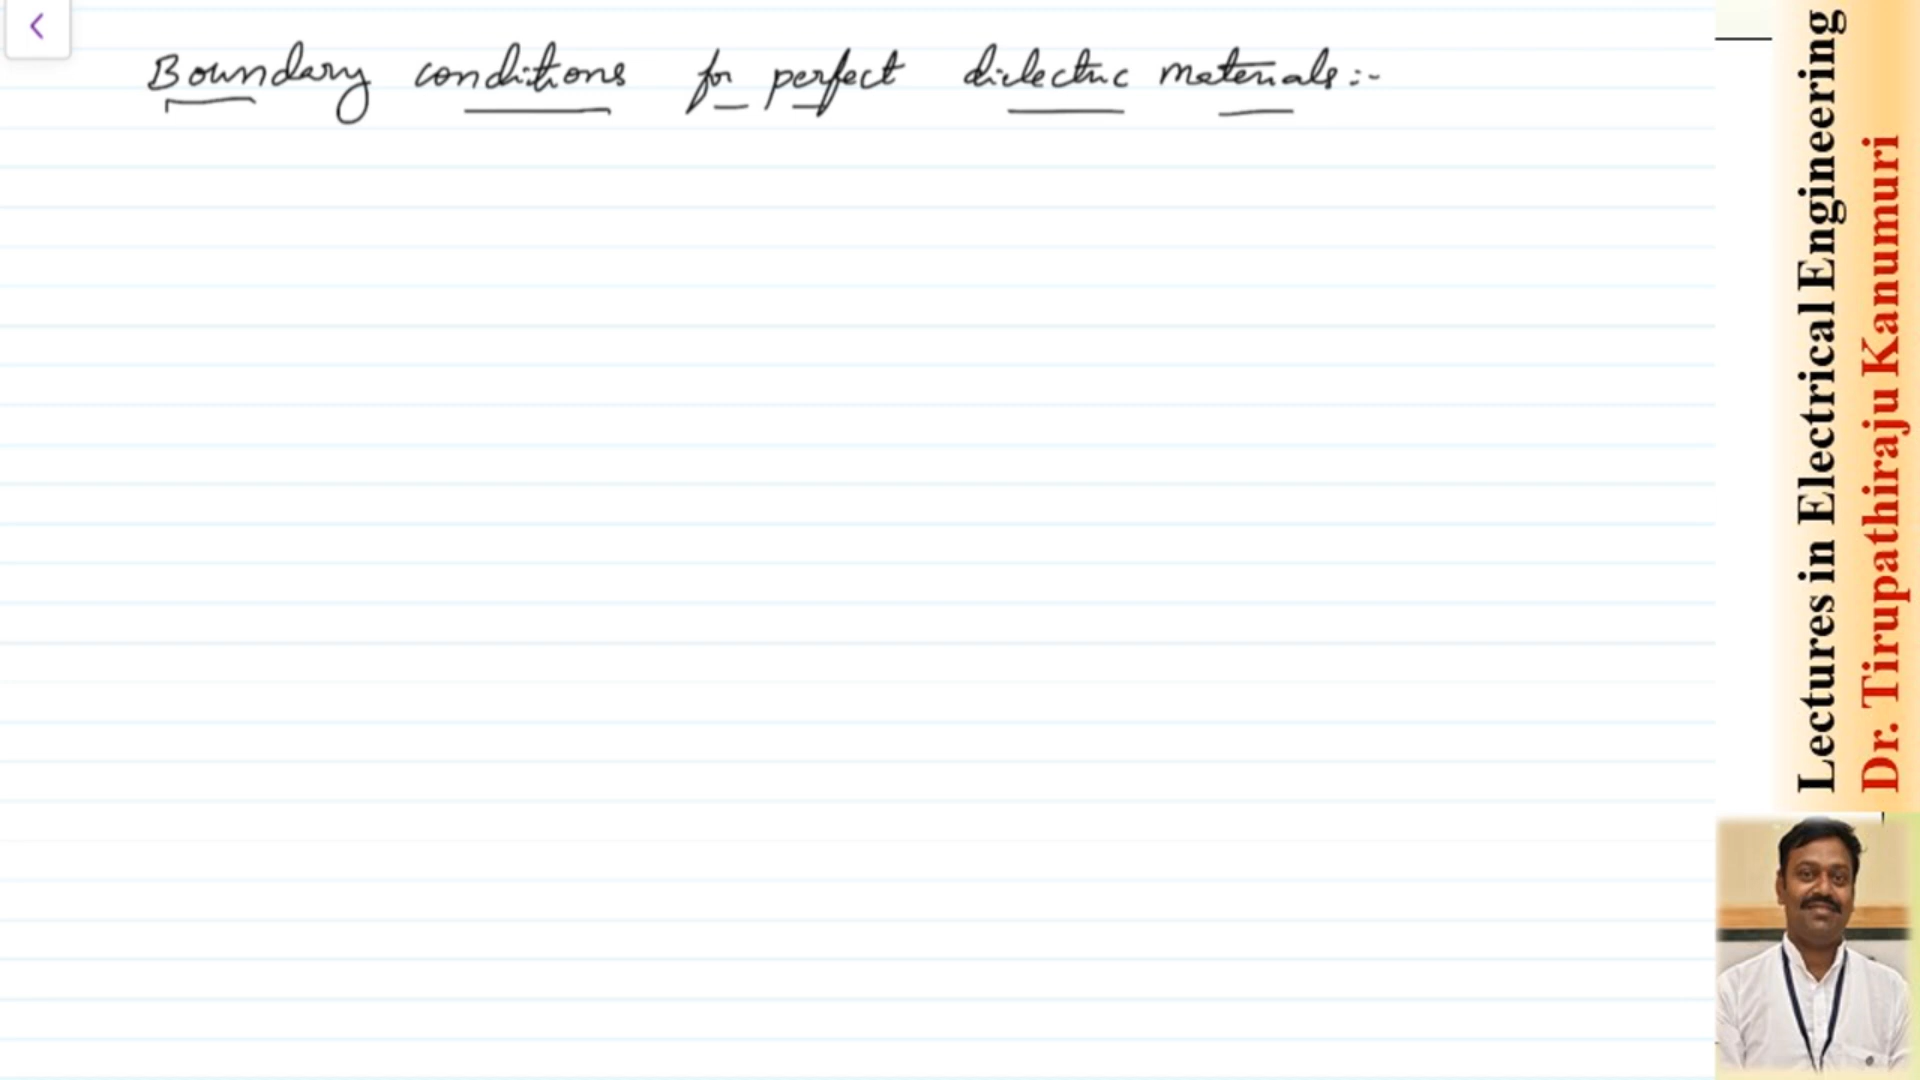 Boundary conditions for perfect dielectric materials:-
Lectures in Electrical Engineering
Dr. Tirupathiraju Kanumuri